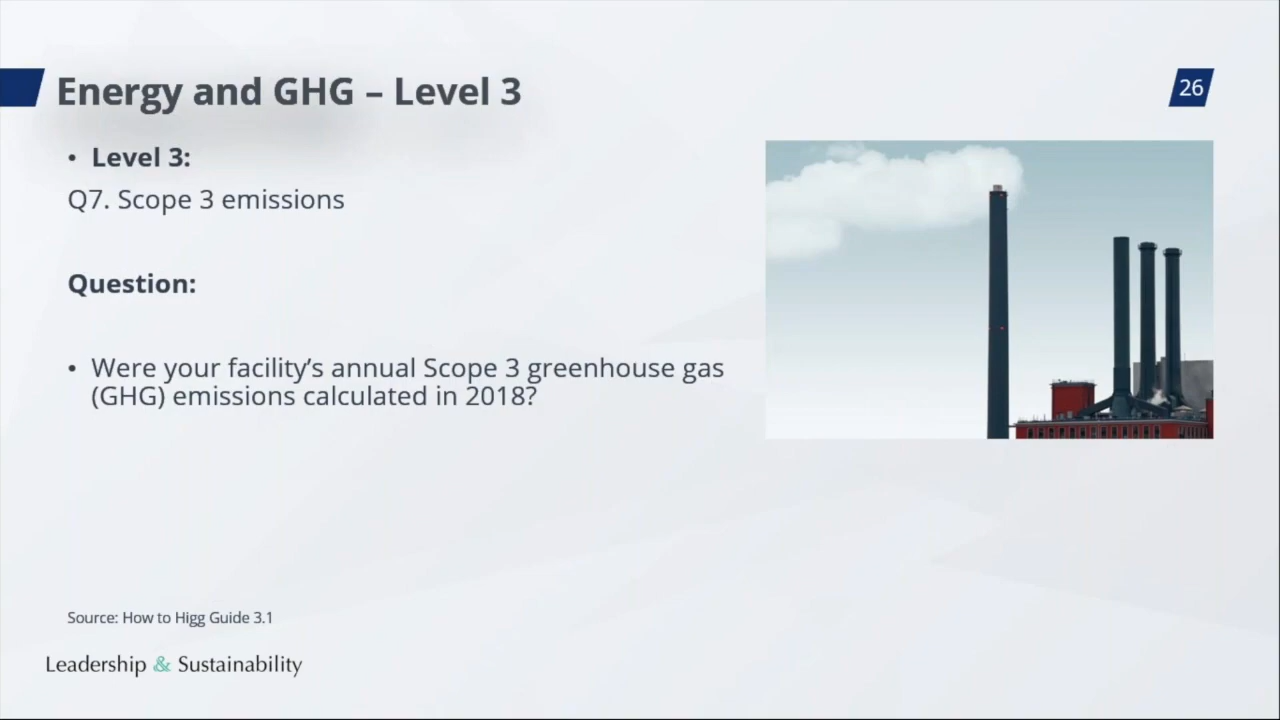 Energy and GHG – Level 3
26
• Level 3:
Q7. Scope 3 emissions
Question:
• Were your facility’s annual Scope 3 greenhouse gas
(GHG) emissions calculated in 2018?
Source: How to Higg Guide 3.1
Leadership & Sustainability